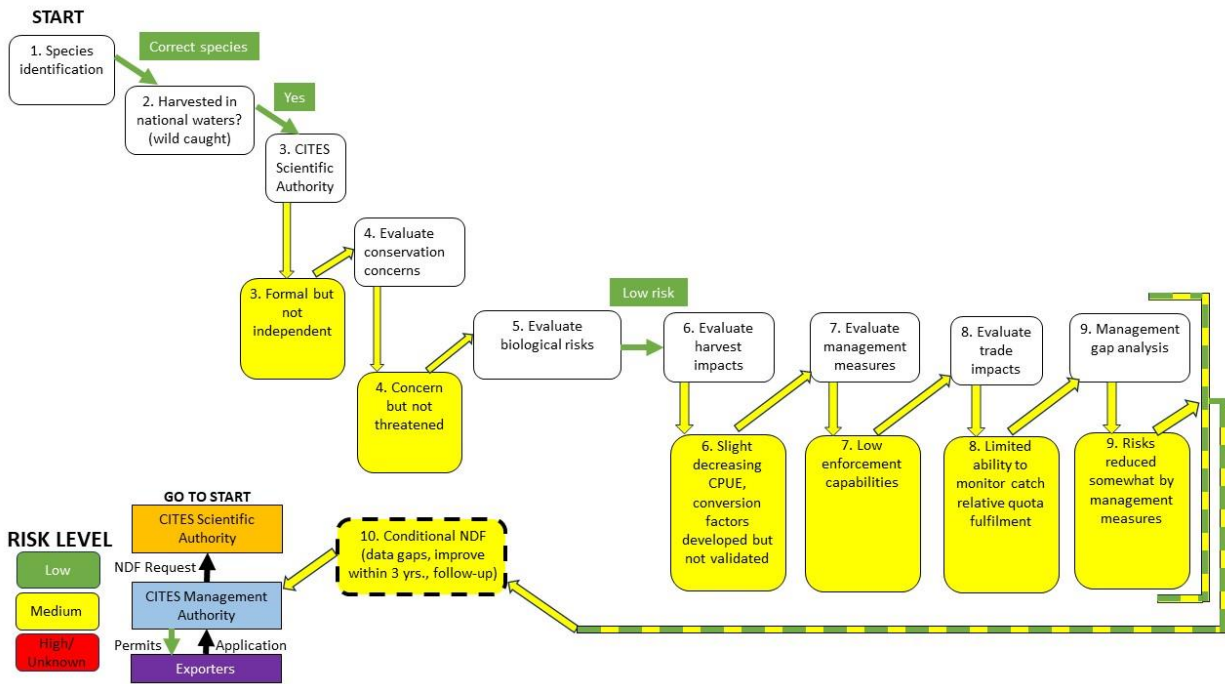 START
1. Species
identification
Correct species
2. Harvested in
national waters?
(wild caught)
Yes
3. CITES
Scientific
Authority
3. Formal but
not
independent
4. Evaluate
conservation
concerns
4. Concern
but not
threatened
5. Evaluate
biological risks
Low risk
6. Evaluate
harvest
impacts
6. Slight
decreasing
CPUE,
conversion
factors
developed but
not validated
7. Evaluate
management
measures
7. Low
enforcement
capabilities
8. Evaluate
trade
impacts
8. Limited
ability to
monitor catch
relative quota
fulfilment
9. Management
gap analysis
9. Risks
reduced
somewhat by
management
measures
10. Conditional NDF
(data gaps, improve
within 3 yrs., follow-up)
GO TO START
CITES Scientific
Authority
NDF Request
CITES Management
Authority
Permits
Application
Exporters
RISK LEVEL
Low
Medium
High/
Unknown